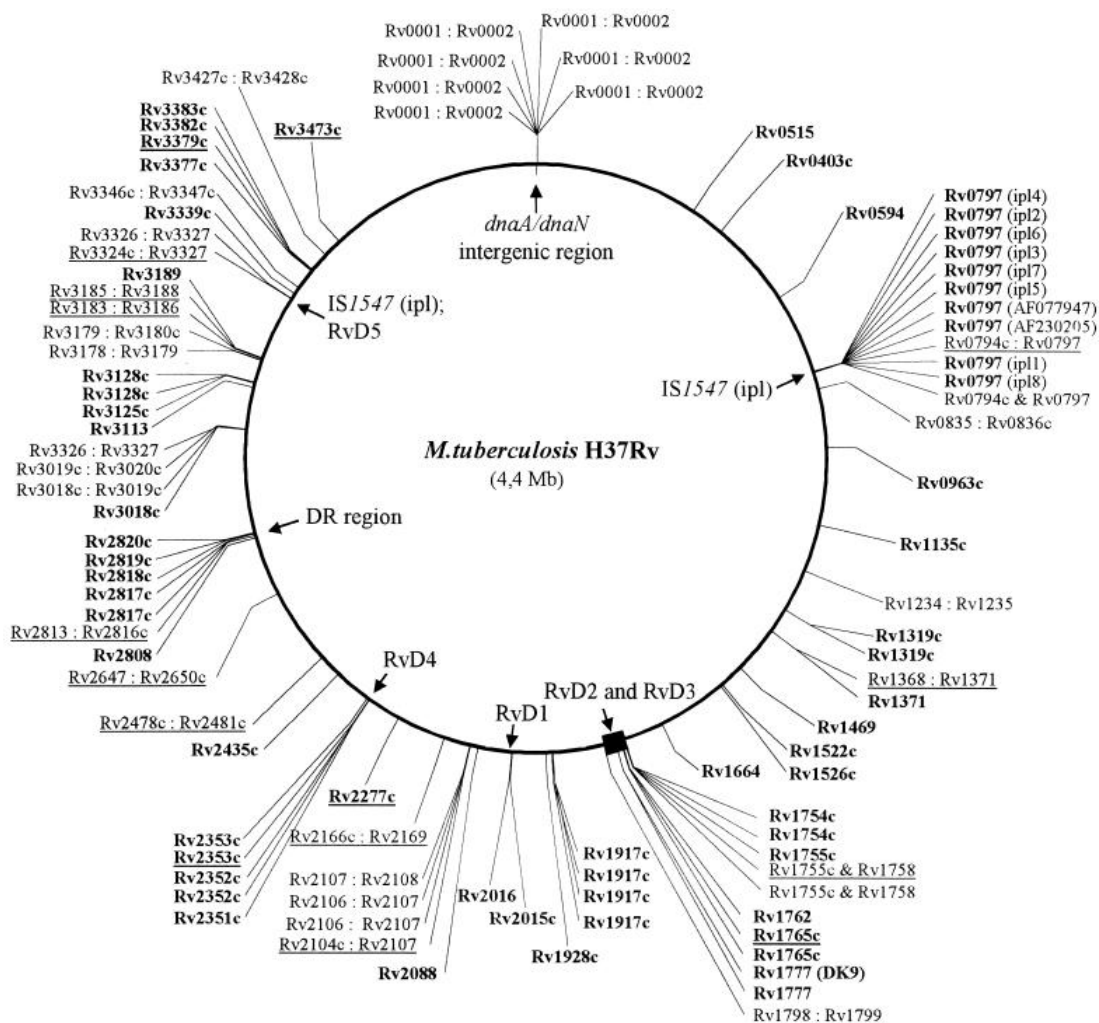 Rv0001 : Rv0002
Rv0001 : Rv0002
Rv0001 : Rv0002
Rv0001 : Rv0002
Rv0001 : Rv0002
Rv0001 : Rv0002
Rv0001 : Rv0002
dnaA/dnaN
intergenic region
Rv0515
Rv0403c
Rv0594
Rv0797 (ipl4)
Rv0797 (ipl2)
Rv0797 (ipl6)
Rv0797 (ipl3)
Rv0797 (ipl7)
Rv0797 (ipl5)
Rv0797 (AF077947)
Rv0797 (AF230205)
Rv0794c : Rv0797
Rv0797 (ipl1)
Rv0797 (ipl8)
Rv0794c & Rv0797
IS1547 (ipl)
Rv0835 : Rv0836c
Rv0963c
Rv1135c
Rv1234 : Rv1235
Rv1319c
Rv1319c
Rv1368 : Rv1371
Rv1371
Rv1469
Rv1522c
Rv1526c
Rv1664
RvD2 and RvD3
Rv1754c
Rv1754c
Rv1755c
Rv1755c & Rv1758
Rv1755c & Rv1758
Rv1762
Rv1765c
Rv1765c
Rv1777 (DK9)
Rv1777
Rv1798 : Rv1799
Rv1917c
Rv1917c
Rv1917c
Rv1917c
Rv1928c
RvD1
Rv2016
Rv2015c
Rv2088
Rv2107 : Rv2108
Rv2106 : Rv2107
Rv2106 : Rv2107
Rv2104c : Rv2107
Rv2166c : Rv2169
Rv2277c
RvD4
Rv2353c
Rv2353c
Rv2352c
Rv2352c
Rv2351c
Rv2435c
Rv2478c : Rv2481c
Rv2647 : Rv2650c
DR region
Rv2820c
Rv2819c
Rv2818c
Rv2817c
Rv2817c
Rv2813 : Rv2816c
Rv2808
Rv3326 : Rv3327
Rv3019c : Rv3020c
Rv3018c : Rv3019c
Rv3018c
Rv3128c
Rv3128c
Rv3125c
Rv3113
Rv3189
Rv3185 : Rv3188
Rv3183 : Rv3186
Rv3179 : Rv3180c
Rv3178 : Rv3179
IS1547 (ipl);
RvD5
Rv3346c : Rv3347c
Rv3339c
Rv3326 : Rv3327
Rv3324c : Rv3327
Rv3383c
Rv3382c
Rv3379c
Rv3377c
Rv3427c : Rv3428c
Rv3473c
M.tuberculosis H37Rv
(4,4 Mb)